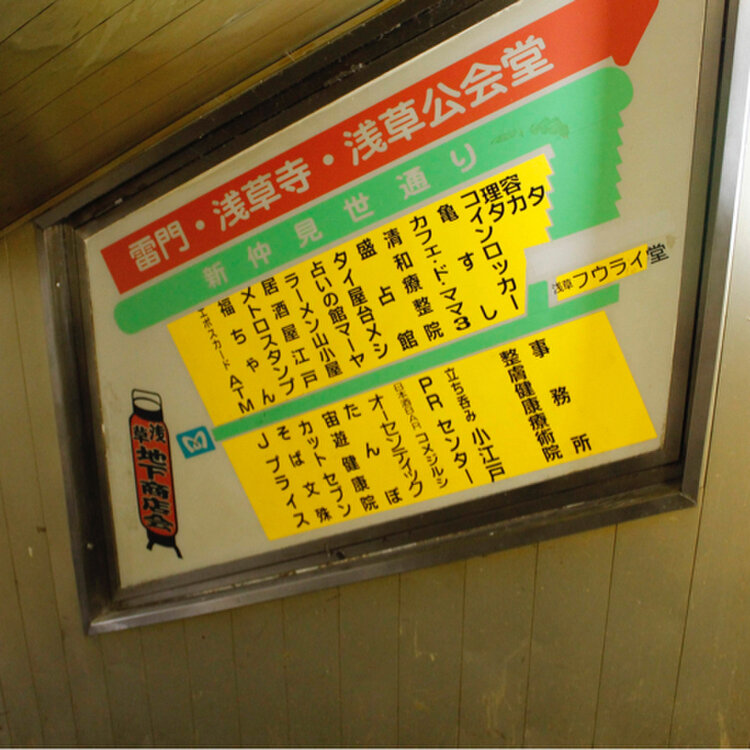 雷門・浅草寺・浅草公会堂
新仲見世通り
理容
タカタ
コインロッカー
亀すし
カフェ・ド・ママ3
清和療整院
盛占館
タイ屋台メシ
占いの館マーヤ
ラーメン山小屋
居酒屋江戸
メトロスタンプ
福ちゃん
エポスカード ATM
浅草フウライ堂
事務所
整膚健康療術院
立ち呑み 小江戸
PRセンター
日本酒BAR コメジルシ
オーセンティック
たんぽ
宙遊健康院
カットセブン
そば文殊
Jプライス
浅草
地下商店会